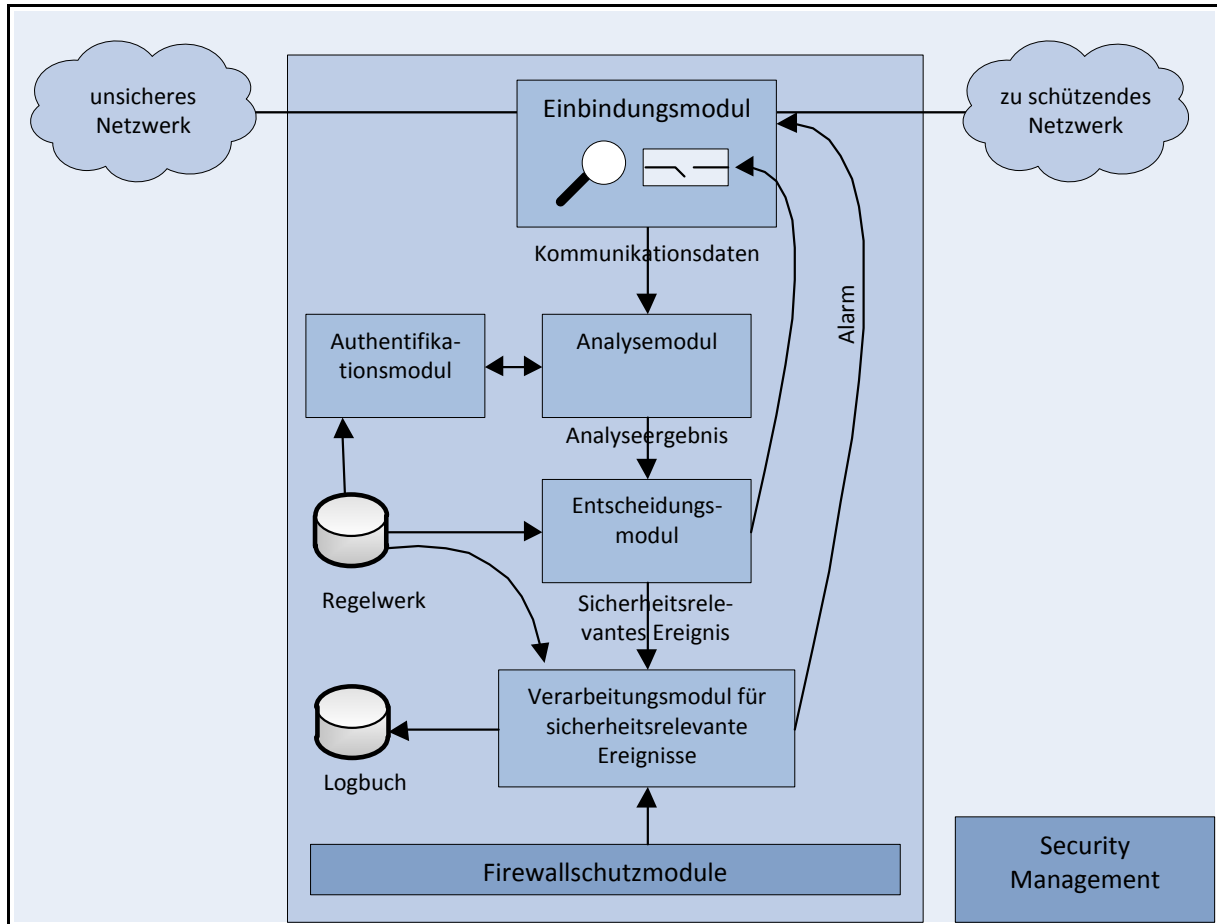 unsicheres
Netzwerk
Einbindungsmodul
zu schützendes
Netzwerk
Kommunikationsdaten
Alarm
Authentifika-
tionsmodul
Analysemodul
Analyseergebnis
Entscheidungs-
modul
Regelwerk
Sicherheitsrele-
vantes Ereignis
Verarbeitungsmodul für
sicherheitsrelevante
Ereignisse
Logbuch
Firewallschutzmodule
Security
Management